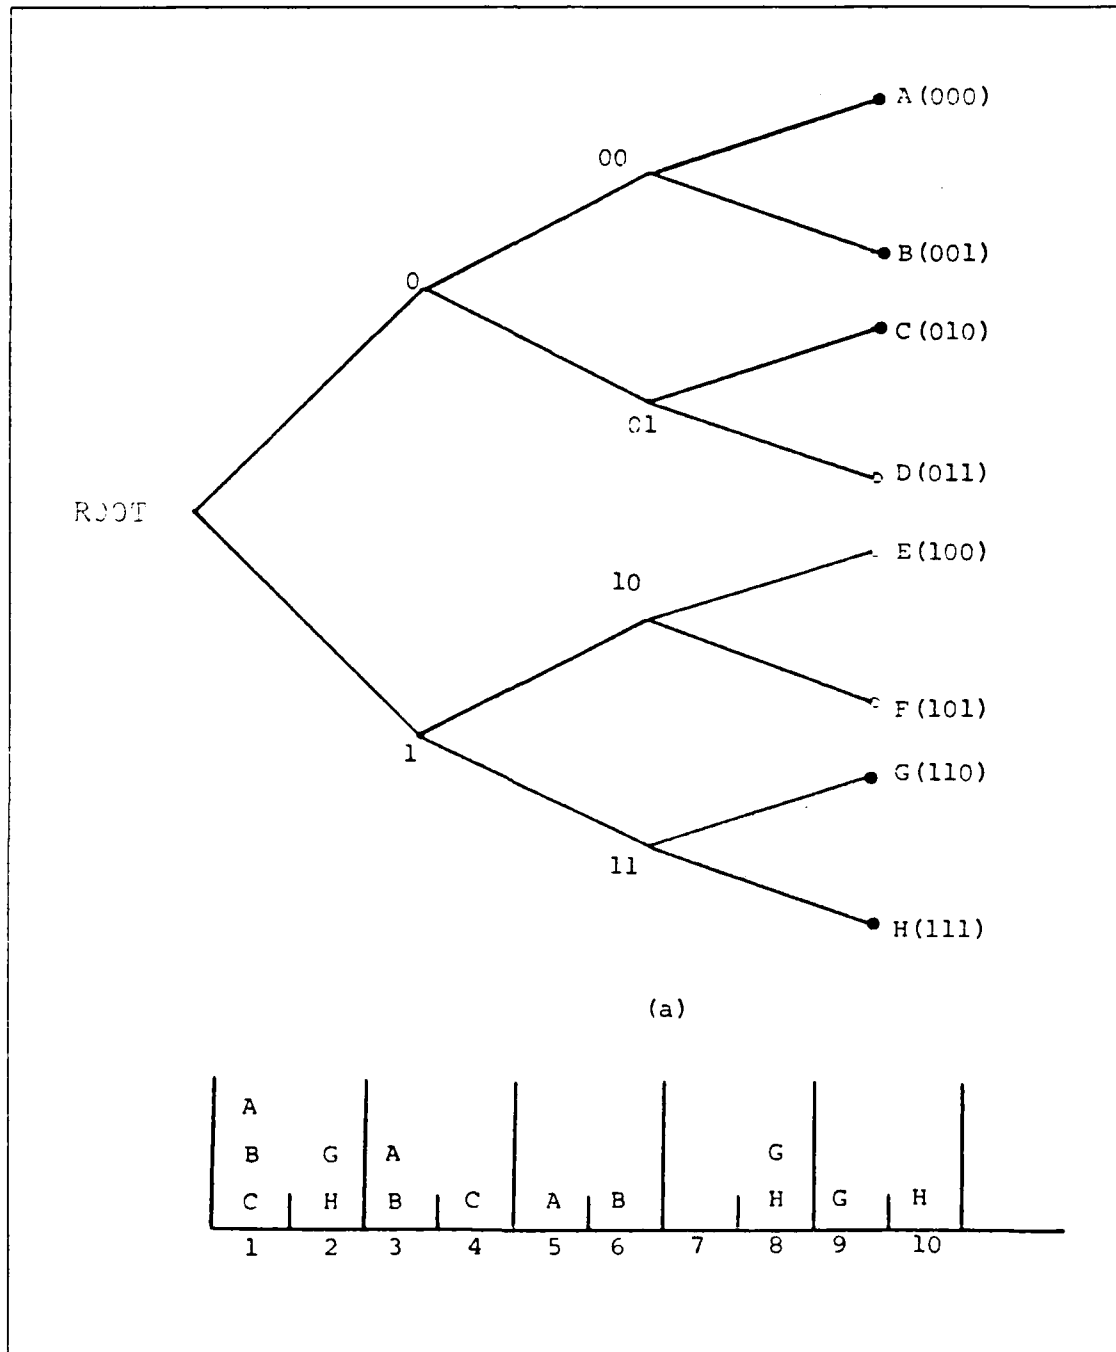 A(000)
00
B(001)
0
C(010)
01
D(011)
ROOT
E(100)
10
F(101)
1
G(110)
11
H(111)
(a)
A
B G A G
C H B C A B H G H
1 2 3 4 5 6 7 8 9 10